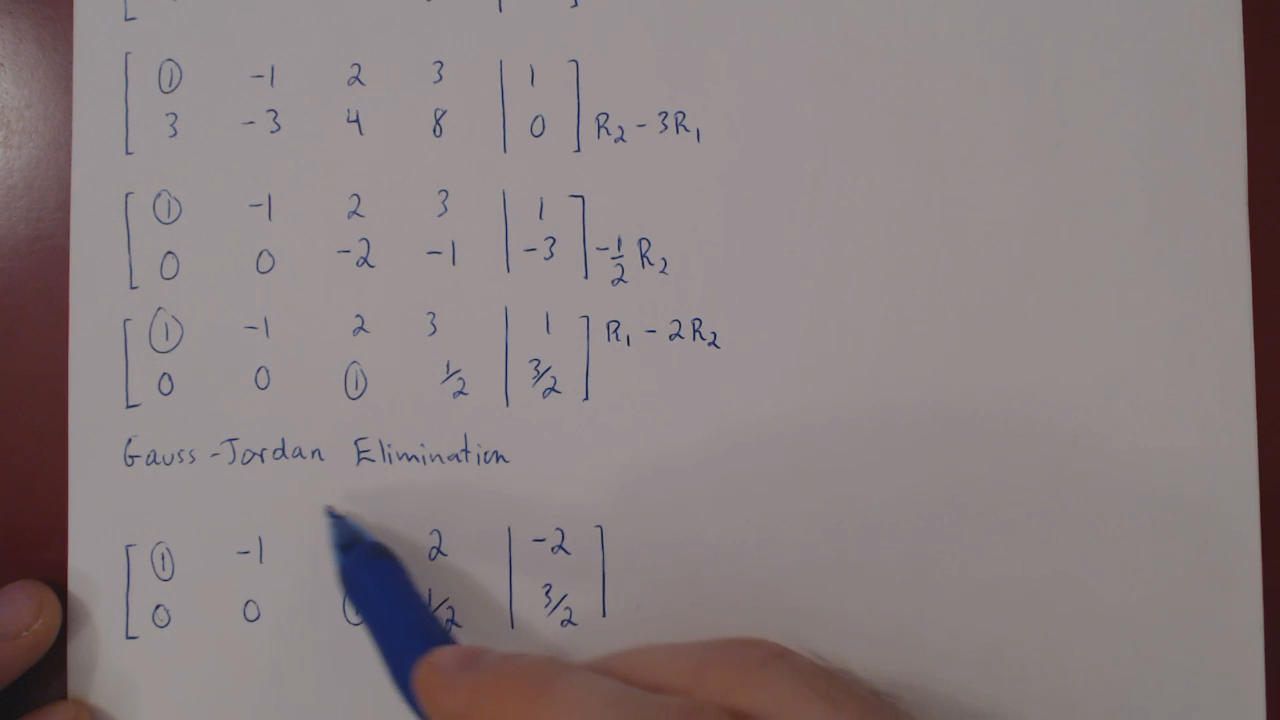 [ ① -1 2 3 | 1 ]
3 -3 4 8 | 0 R₂ - 3R₁
[ ① -1 2 3 | 1 ]
0 0 -2 -1 | -3 -1/2 R₂
[ ① -1 2 3 | 1 ] R₁ - 2R₂
0 0 ① 1/2 | 3/2
Gauss-Jordan Elimination
[ ① -1 2 | -2 ]
0 0 1/2 | 3/2